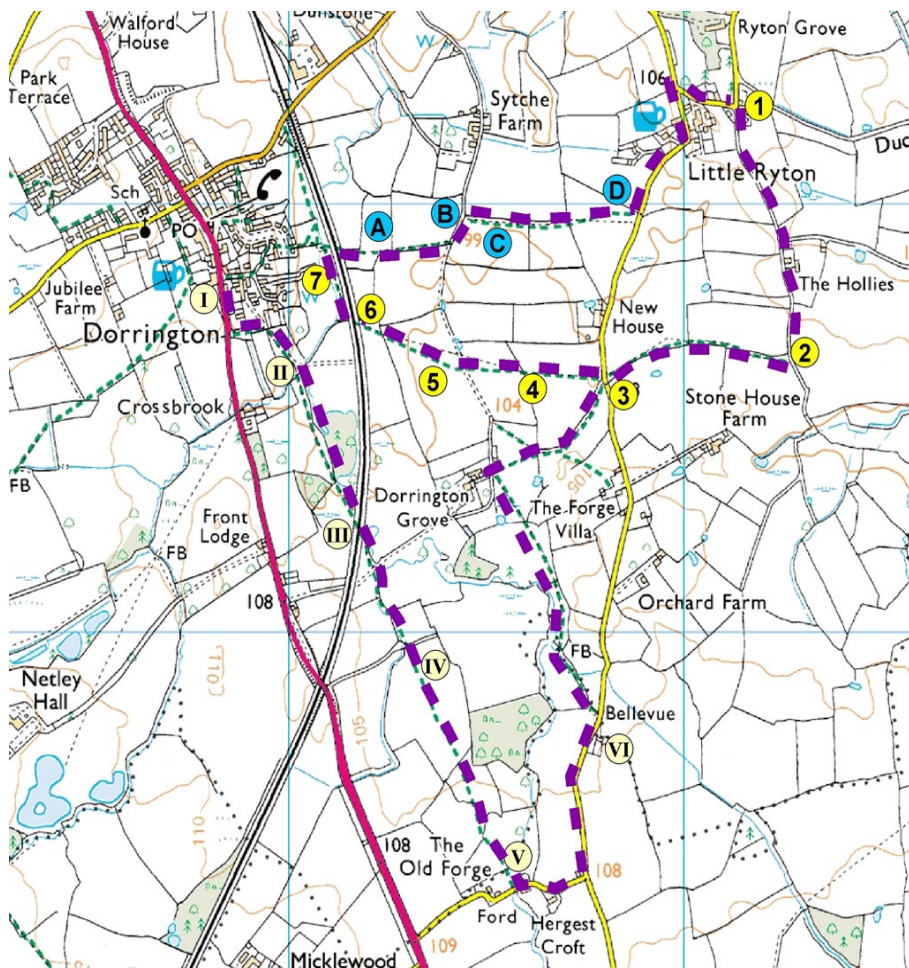 Walford
House
Dunstone
Ryton Grove
Park
Terrace
W
106
1
Sytche
Farm
Duc
Sch
D
Little Ryton
B
A
C
99
PO
7
The Hollies
Jubilee
Farm
I
W
6
New
House
Dorrington
2
II
5
4
3
104
Stone House
Farm
Crossbrook
FB
105
Dorrington
Grove
The Forge
Villa
Front
Lodge
III
FB
108
Orchard Farm
110
IV
FB
Netley
Hall
Bellevue
105
VI
110
108
The
Old Forge
V
108
Ford
Hergest
Croft
109
Micklewood